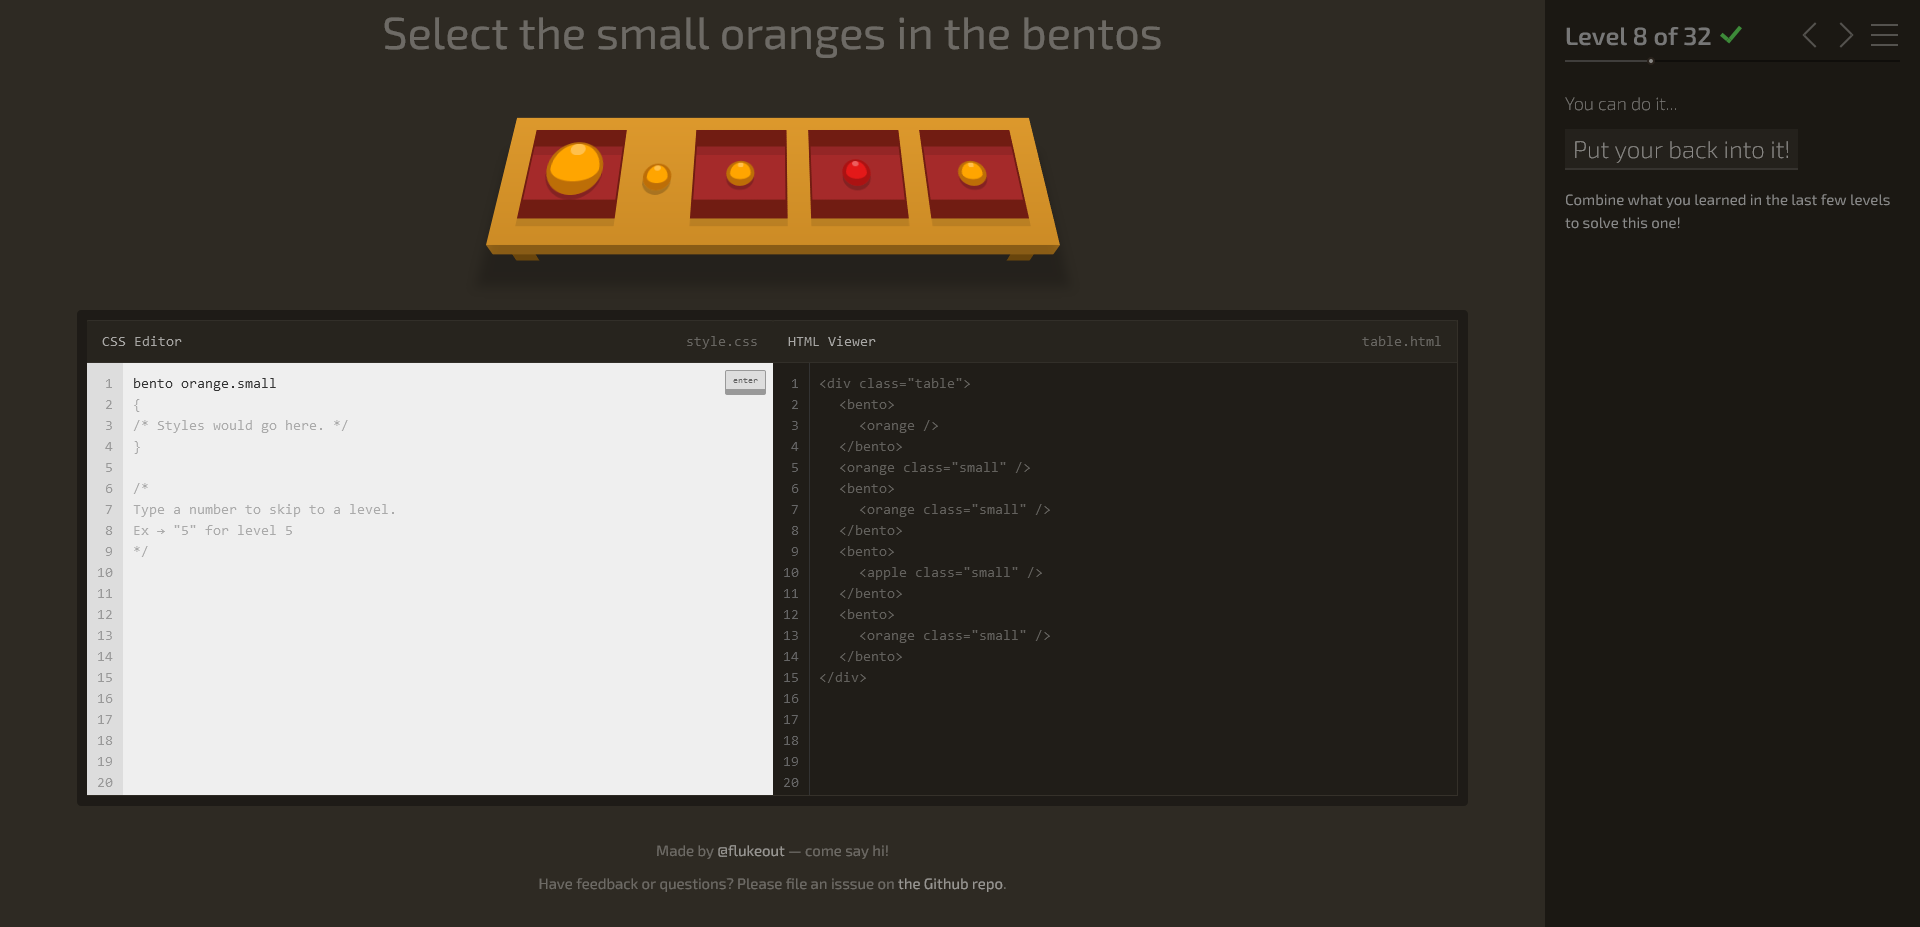 Select the small oranges in the bentos
CSS Editor
style.css
1 bento orange.small
enter
2 {
3 /* Styles would go here. */
4 }
5
6 /*
7 Type a number to skip to a level.
8 Ex → "5" for level 5
9 */
10
11
12
13
14
15
16
17
18
19
20
HTML Viewer
table.html
1 <div class="table">
2 <bento>
3 <orange />
4 </bento>
5 <orange class="small" />
6 <bento>
7 <orange class="small" />
8 </bento>
9 <bento>
10 <apple class="small" />
11 </bento>
12 <bento>
13 <orange class="small" />
14 </bento>
15 </div>
16
17
18
19
20
Made by @flukeout — come say hi!
Have feedback or questions? Please file an isssue on the Github repo.
Level 8 of 32
You can do it...
Put your back into it!
Combine what you learned in the last few levels
to solve this one!